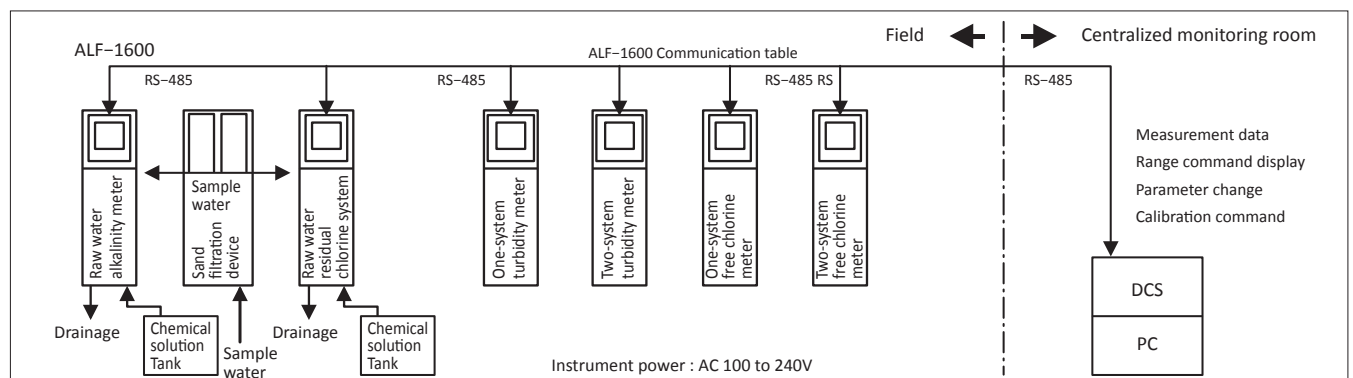 Field
Centralized monitoring room
ALF−1600
ALF−1600 Communication table
RS−485
RS−485
RS−485 RS
RS−485
Measurement data
Range command display
Parameter change
Calibration command
Raw water
alkalinity meter
Sample
water
Sand
filtration
device
Raw water
residual
chlorine system
One-system
turbidity meter
Two-system
turbidity meter
One-system
free chlorine
meter
Two-system
free chlorine
meter
DCS
PC
Drainage
Chemical
solution
Tank
Sample
water
Drainage
Chemical
solution
Tank
Instrument power : AC 100 to 240V